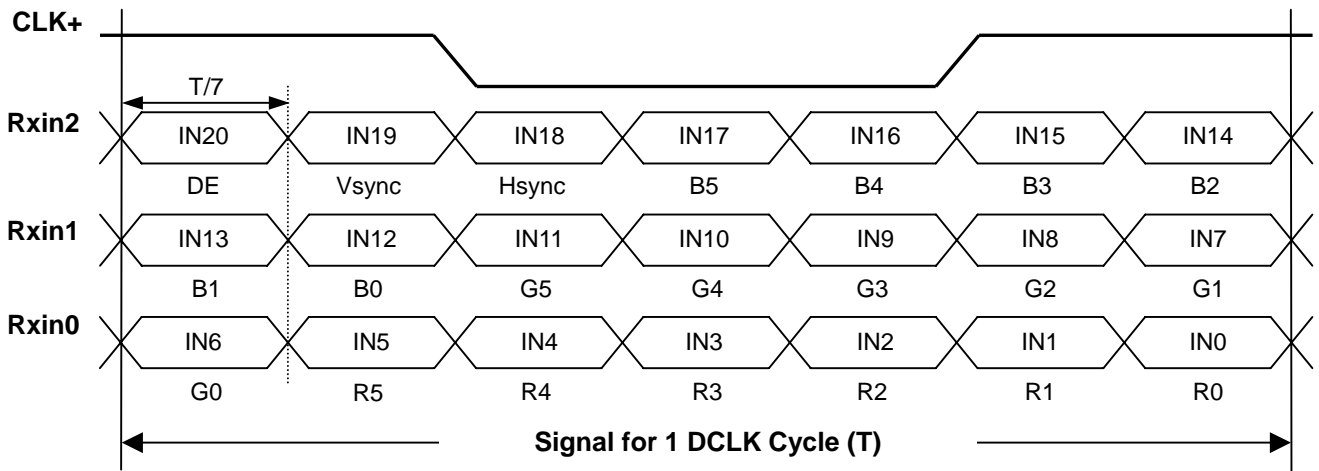 CLK+
T/7
Rxin2 IN20 IN19 IN18 IN17 IN16 IN15 IN14
DE Vsync Hsync B5 B4 B3 B2
Rxin1 IN13 IN12 IN11 IN10 IN9 IN8 IN7
B1 B0 G5 G4 G3 G2 G1
Rxin0 IN6 IN5 IN4 IN3 IN2 IN1 IN0
G0 R5 R4 R3 R2 R1 R0
Signal for 1 DCLK Cycle (T)